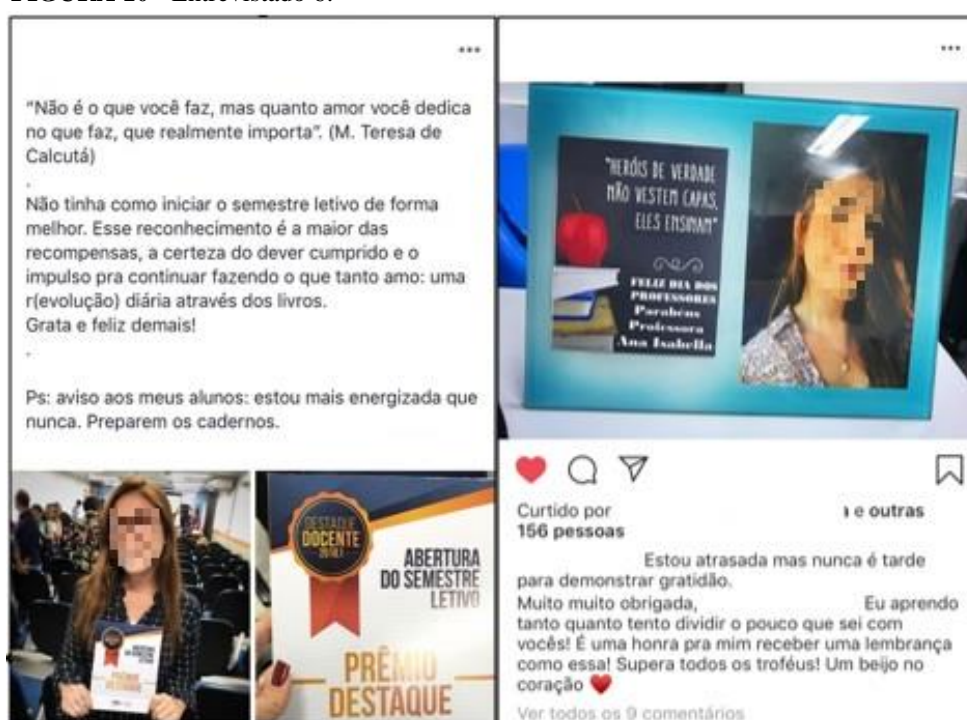 “Não é o que você faz, mas quanto amor você dedica
no que faz, que realmente importa”. (M. Teresa de
Calcutá)
.
Não tinha como iniciar o semestre letivo de forma
melhor. Esse reconhecimento é a maior das
recompensas, a certeza do dever cumprido e o
impulso pra continuar fazendo o que tanto amo: uma
r(evolução) diária através dos livros.
Grata e feliz demais!
.
Ps: aviso aos meus alunos: estou mais energizada que
nunca. Preparem os cadernos.
ABERTURA
DO SEMESTRE
LETIVO
PRÊMIO
DESTAQUE
DESTAQUE
DOCENTE
ABERTURA
DO SEMESTRE
LETIVO
PRÊMIO
DESTAQUE
"HERÓIS DE VERDADE
NÃO VESTEM CAPAS,
ELES ENSINAM"
FELIZ DIA DOS
PROFESSORES
Parabéns
Professora
Ana Isabella
Curtido por e outras
156 pessoas
Estou atrasada mas nunca é tarde
para demonstrar gratidão.
Muito muito obrigada, Eu aprendo
tanto quanto tento dividir o pouco que sei com
vocês! É uma honra pra mim receber uma lembrança
como essa! Supera todos os troféus! Um beijo no
coração ❤️
Ver todos os 9 comentários